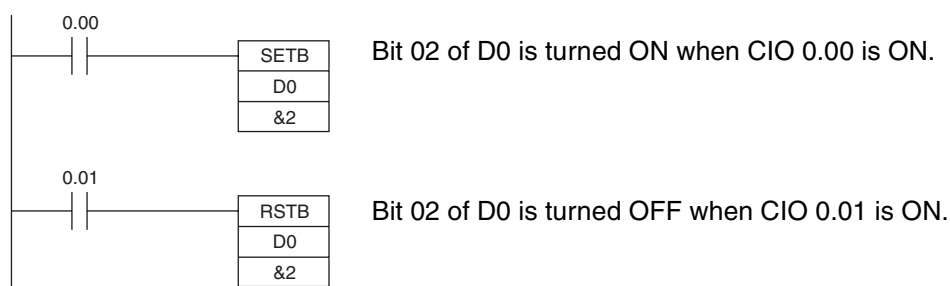 0.00
SETB
D0
&2
Bit 02 of D0 is turned ON when CIO 0.00 is ON.
0.01
RSTB
D0
&2
Bit 02 of D0 is turned OFF when CIO 0.01 is ON.